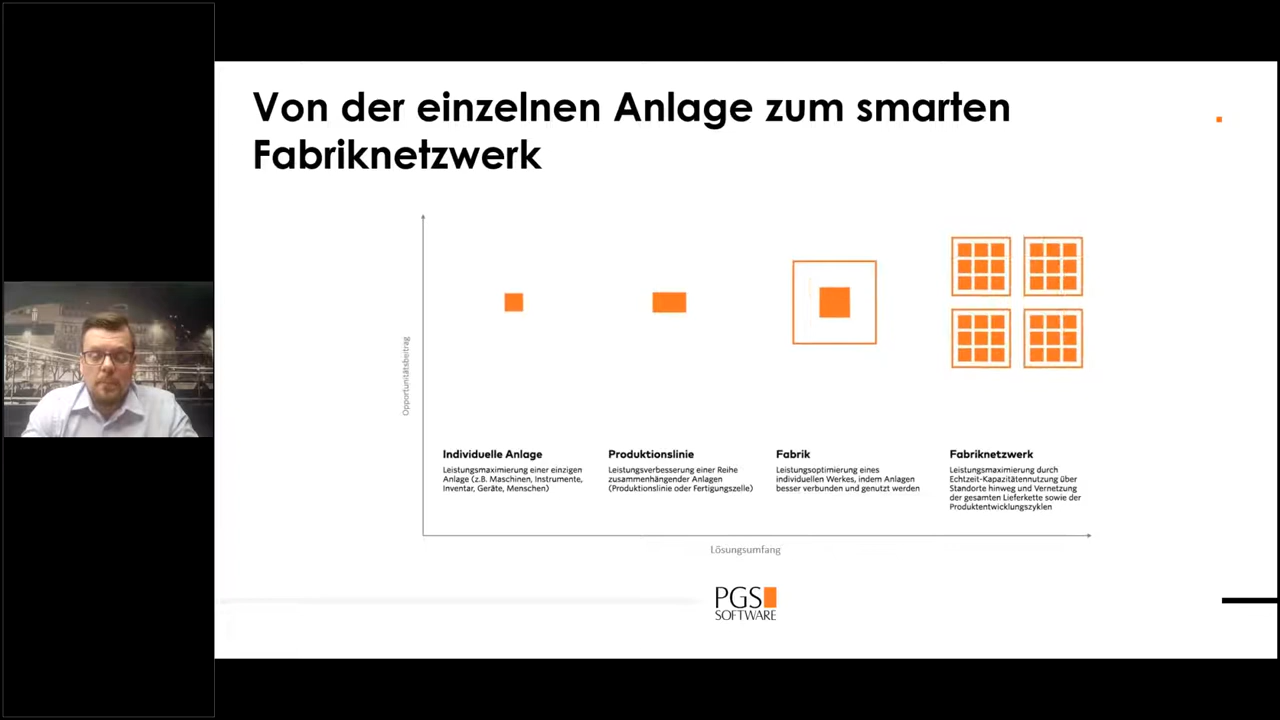 Von der einzelnen Anlage zum smarten
Fabriknetzwerk
Opportunitätsbeitrag
Individuelle Anlage
Leistungsmaximierung einer einzigen
Anlage (z.B. Maschinen, Instrumente,
Inventar, Geräte, Menschen)
Produktionslinie
Leistungsverbesserung einer Reihe
zusammenhängender Anlagen
(Produktionslinie oder Fertigungszelle)
Fabrik
Leistungsoptimierung eines
individuellen Werkes, indem Anlagen
besser verbunden und genutzt werden
Fabriknetzwerk
Leistungsmaximierung durch
Echtzeit-Kapazitätennutzung über
Standorte hinweg und Vernetzung
der gesamten Lieferkette sowie der
Produktentwicklungszyklen
Lösungsumfang
PGS
SOFTWARE